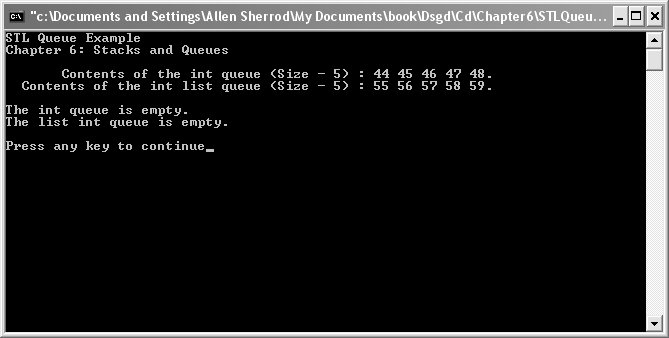 "c:\Documents and Settings\Allen Sherrod\My Documents\book\Dsgd\Cd\Chapter6\STLQueu...
STL Queue Example
Chapter 6: Stacks and Queues
Contents of the int queue (Size - 5) : 44 45 46 47 48.
Contents of the int list queue (Size - 5) : 55 56 57 58 59.
The int queue is empty.
The list int queue is empty.
Press any key to continue_